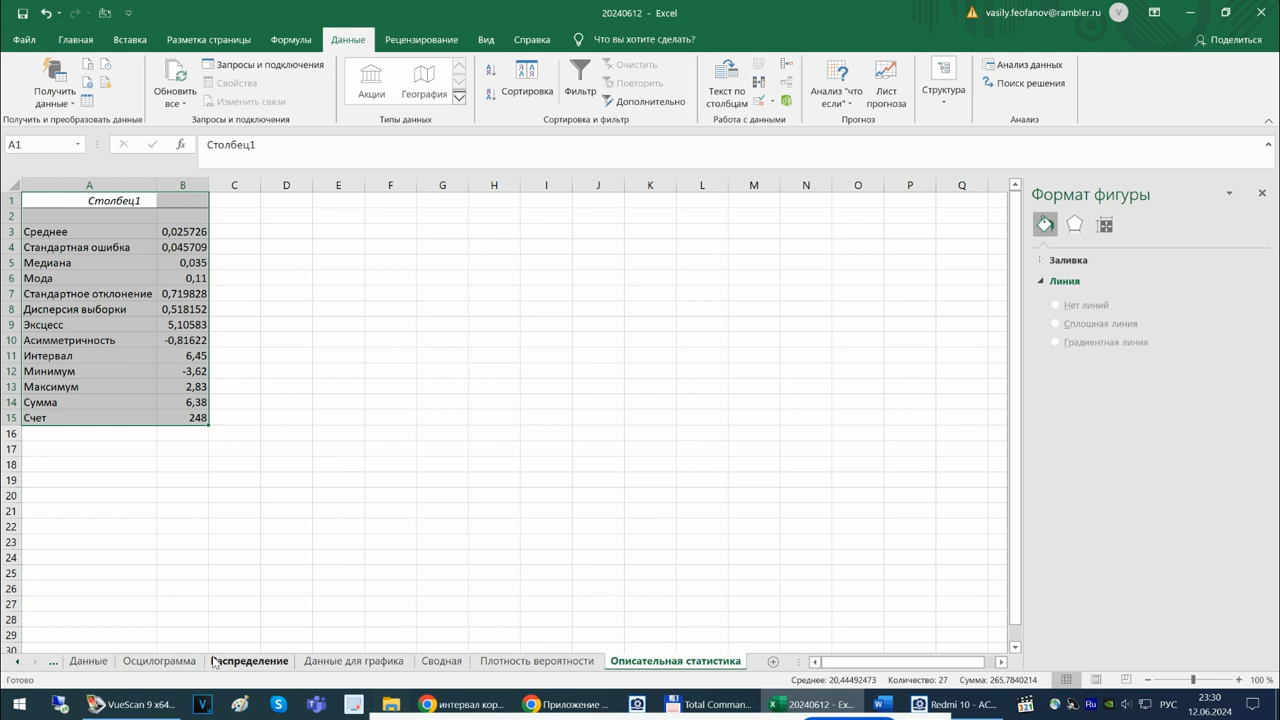 20240612 - Excel
vasily.feofanov@rambler.ru
V
Файл Главная Вставка Разметка страницы Формулы Данные Рецензирование Вид Справка Что вы хотите сделать? Поделиться
Получить данные
Запросы и подключения
Свойства
Изменить связи
Обновить все
Акции
География
Сортировка
Фильтр
Очистить
Повторить
Дополнительно
Текст по столбцам
Анализ "что если"
Лист прогноза
Структура
Анализ данных
Поиск решения
Получить и преобразовать данные Запросы и подключения Типы данных Сортировка и фильтр Работа с данными Прогноз Анализ
A1 fx Столбец1
A B C D E F G H I J K L M N O P Q
1 Столбец1
2
3 Среднее 0,025726
4 Стандартная ошибка 0,045709
5 Медиана 0,035
6 Мода 0,11
7 Стандартное отклонение 0,719828
8 Дисперсия выборки 0,518152
9 Эксцесс 5,10583
10 Асимметричность -0,81622
11 Интервал 6,45
12 Минимум -3,62
13 Максимум 2,83
14 Сумма 6,38
15 Счет 248
16
17
18
19
20
21
22
23
24
25
26
27
28
29
30
Формат фигуры
Заливка
Линия
Нет линий
Сплошная линия
Градиентная линия
... Данные Осцилограмма Распределение Данные для графика Сводная Плотность вероятности Описательная статистика
Готово Среднее: 20,44492473 Количество: 27 Сумма: 265,7840214 100 %
VueScan 9 x64... интервал кор... Приложение ... Total Comman... 20240612 - Ex... Redmi 10 - AC... Ru РУС 23:30
12.06.2024